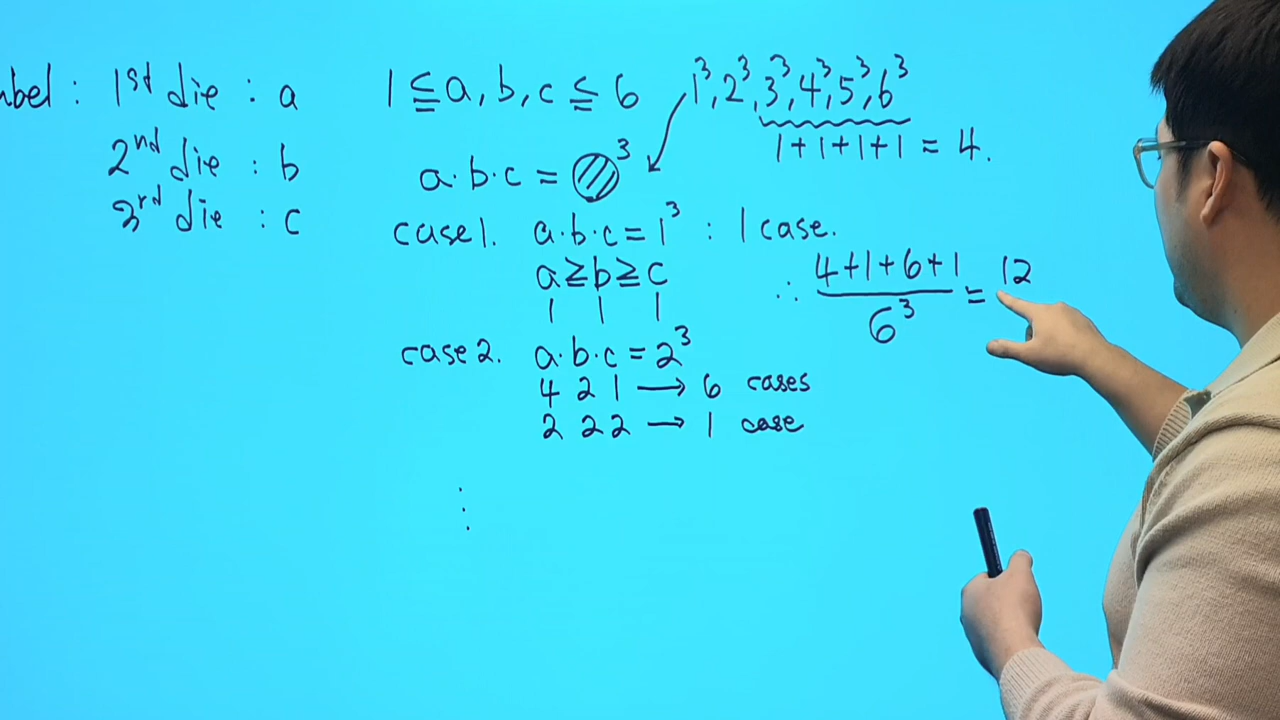 bel : 1st die : a
2nd die : b
3rd die : c
1 ≦ a, b, c ≦ 6
1³, 2³, 3³, 4³, 5³, 6³
1+1+1+1 = 4.
a·b·c = ³
case 1. a·b·c = 1³ : 1 case.
a ≧ b ≧ c
1 1 1
case 2. a·b·c = 2³
4 2 1 → 6 cases
2 2 2 → 1 case
⋮
∴ (4+1+6+1)/6³ = 12